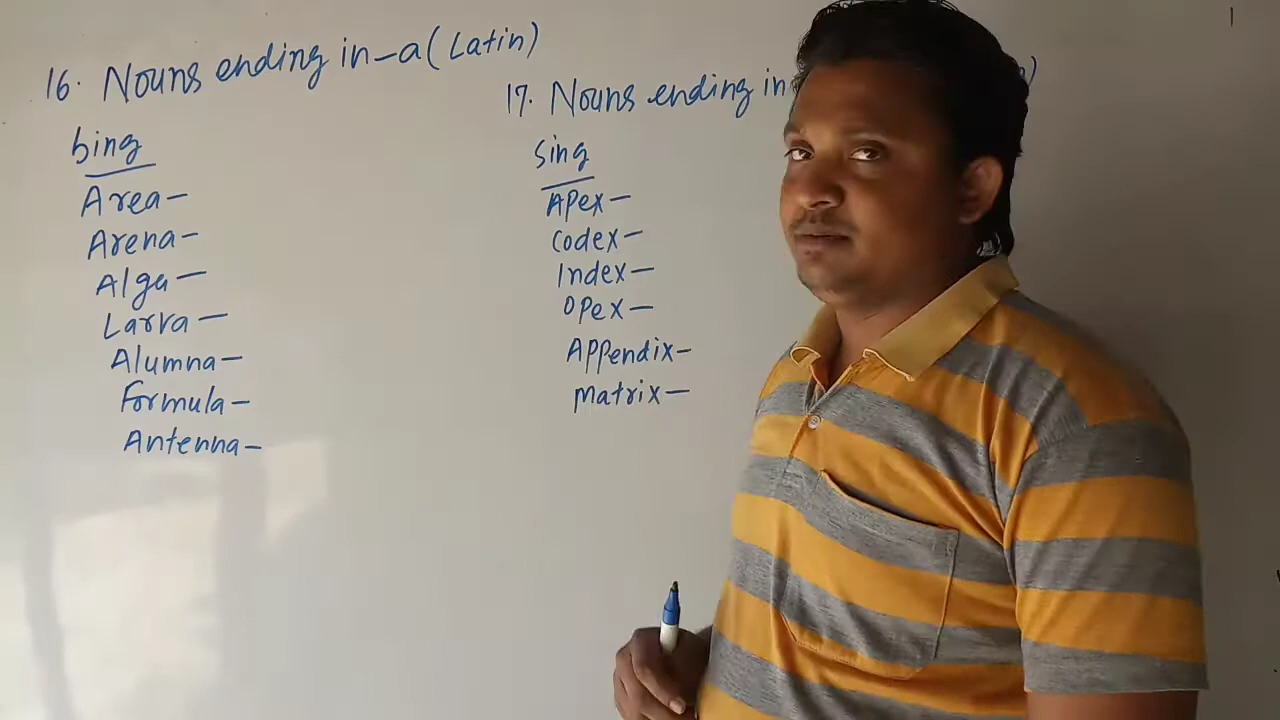 16. Nouns ending in -a (Latin)
Sing
Area -
Arena -
Alga -
Larva -
Alumna -
Formula -
Antenna -
17. Nouns ending in
Sing
Apex -
Codex -
Index -
Opex -
Appendix -
Matrix -